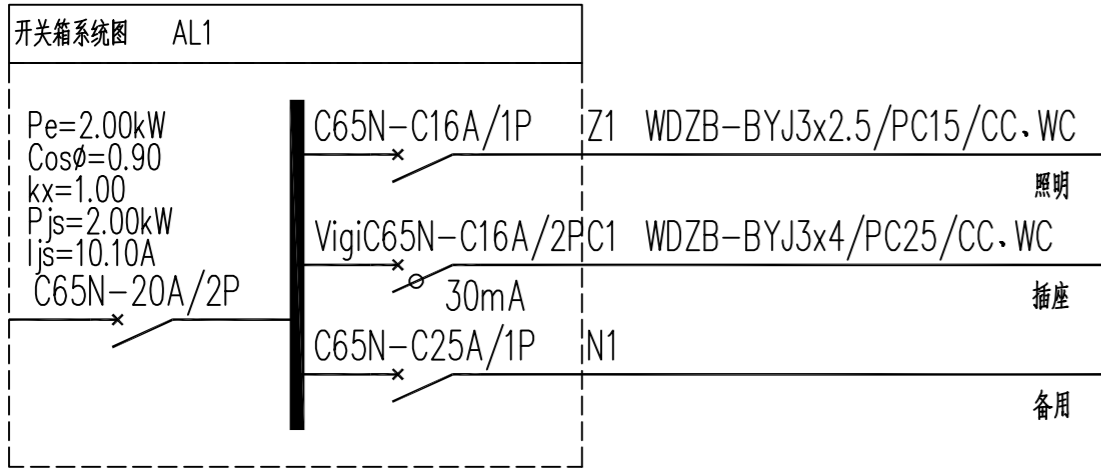 开关箱系统图 AL1
Pe=2.00kW
CosØ=0.90
kx=1.00
Pjs=2.00kW
Ijs=10.10A
C65N-20A/2P
C65N-C16A/1P Z1 WDZB-BYJ3x2.5/PC15/CC、WC
照明
VigiC65N-C16A/2P C1 WDZB-BYJ3x4/PC25/CC、WC
30mA
插座
C65N-C25A/1P N1
备用